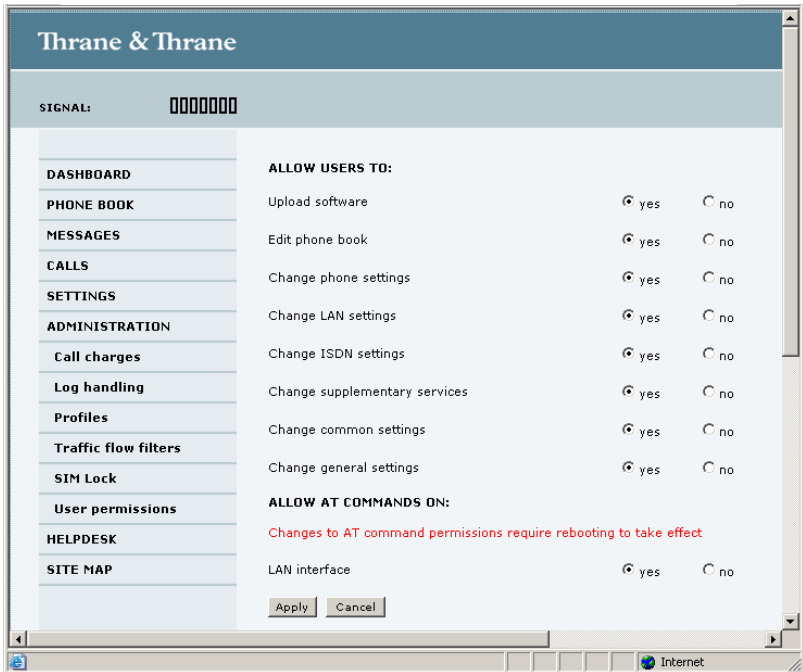 Thrane & Thrane
SIGNAL:
DASHBOARD
PHONE BOOK
MESSAGES
CALLS
SETTINGS
ADMINISTRATION
Call charges
Log handling
Profiles
Traffic flow filters
SIM Lock
User permissions
HELPDESK
SITE MAP
ALLOW USERS TO:
Upload software yes no
Edit phone book yes no
Change phone settings yes no
Change LAN settings yes no
Change ISDN settings yes no
Change supplementary services yes no
Change common settings yes no
Change general settings yes no
ALLOW AT COMMANDS ON:
Changes to AT command permissions require rebooting to take effect
LAN interface yes no
Apply Cancel
Internet